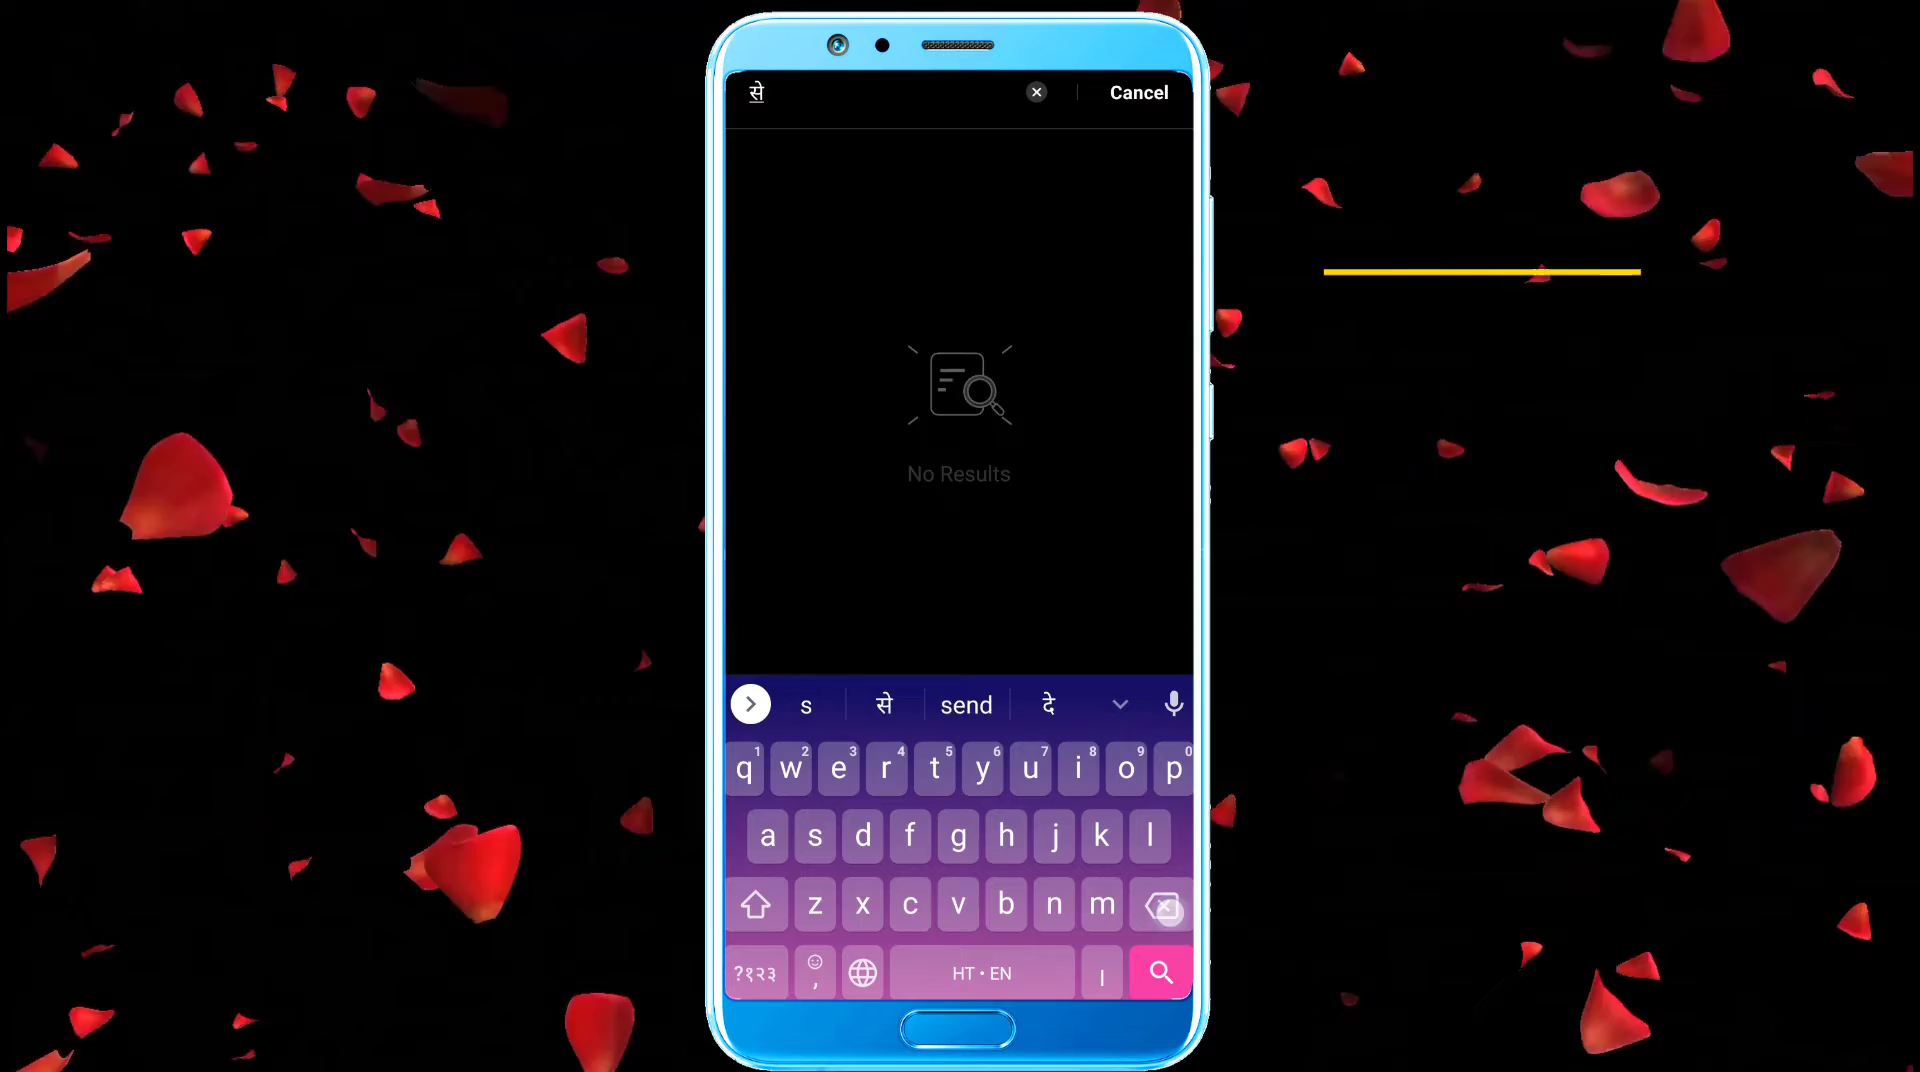 से Cancel
No Results
s से send दे
1 2 3 4 5 6 7 8 9 0
q w e r t y u i o p
a s d f g h j k l
z x c v b n m
?१२३ , HT • EN ।